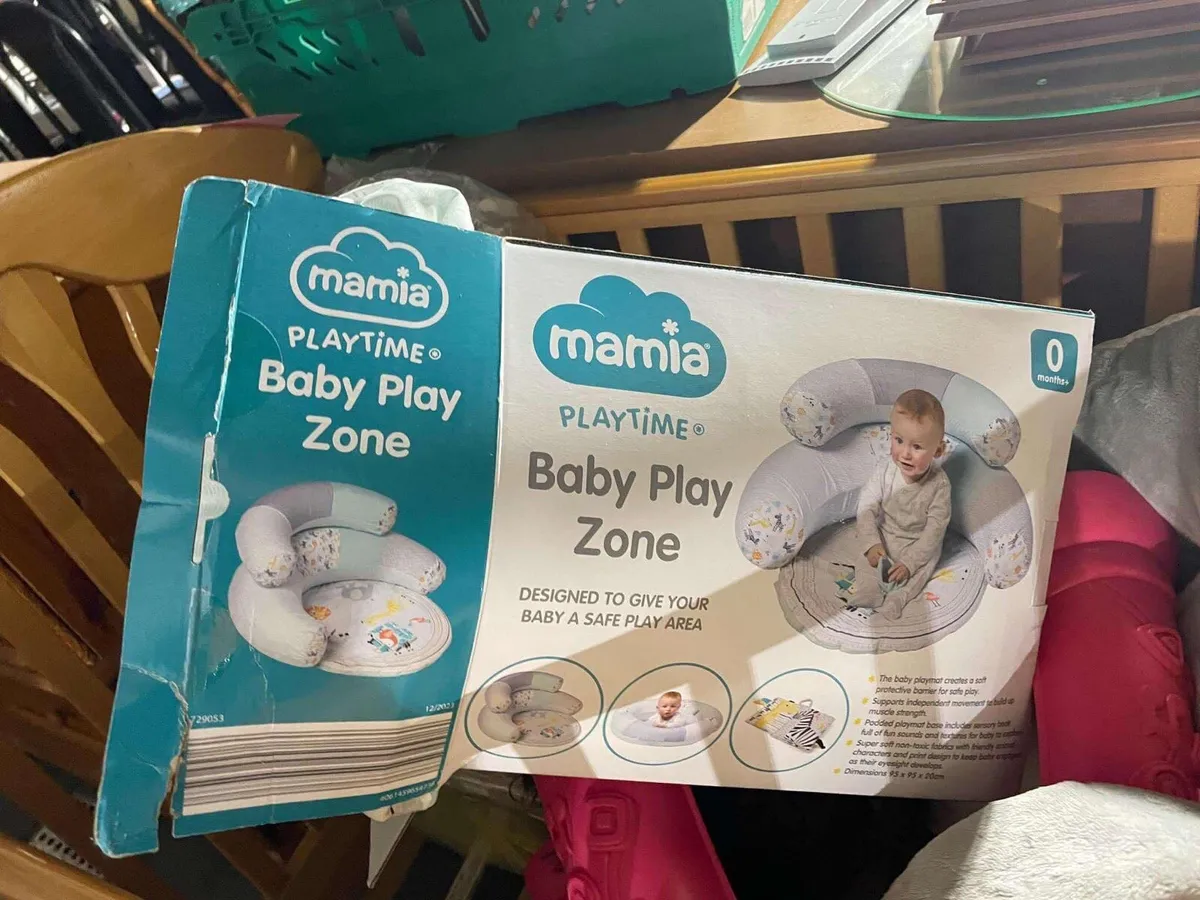 mamia
PLAYTiME
Baby Play
Zone
729053
12/2023
mamia
PLAYTiME
Baby Play
Zone
DESIGNED TO GIVE YOUR
BABY A SAFE PLAY AREA
0
months+
The baby playmat creates a soft
protective barrier for safe play.
Supports independent movement to build up
muscle strength.
Padded playmat base includes sensory book
full of fun sounds and textures for baby to explore.
Super soft non-toxic fabrics with friendly animal
characters and print design to keep baby
as their eyesight develops.
Dimensions 95 x 95 x 20cm